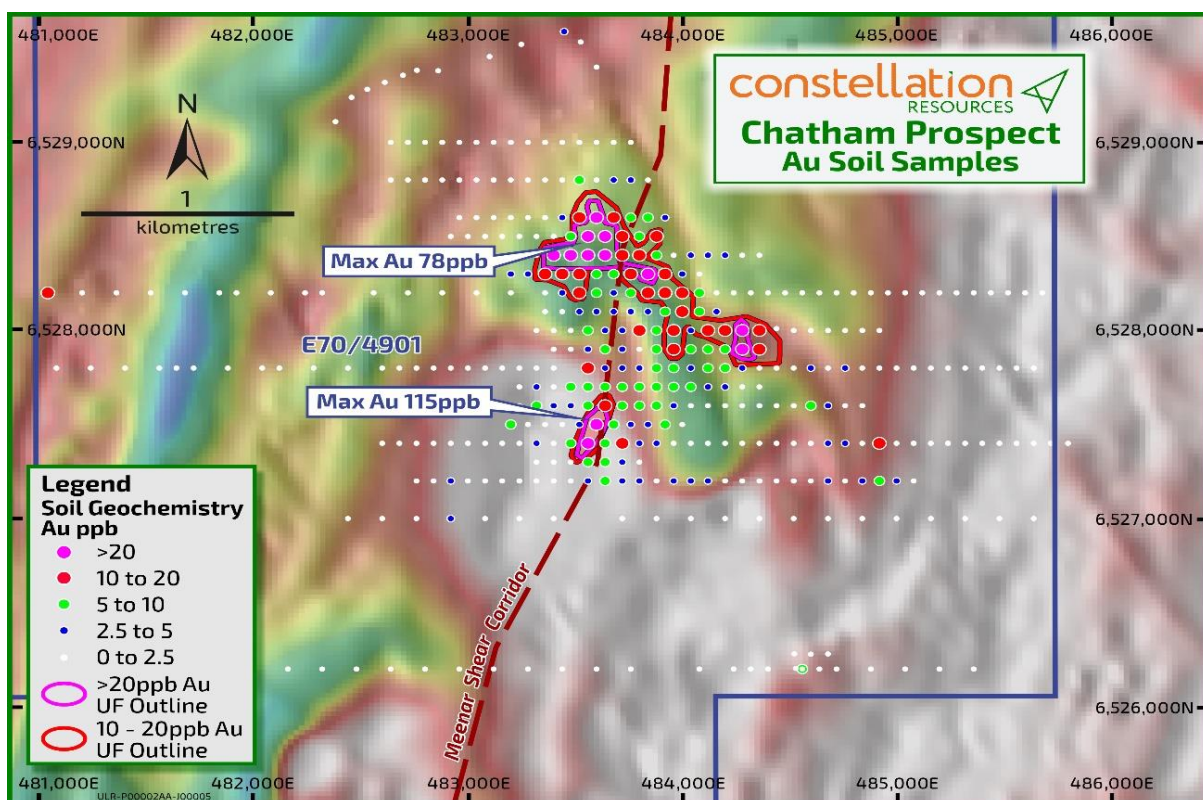 481,000E
482,000E
483,000E
484,000E
485,000E
486,000E
constellation
RESOURCES
Chatham Prospect
Au Soil Samples
N
1
kilometres
6,529,000N
6,529,000N
Max Au 78ppb
6,528,000N
6,528,000N
E70/4901
Max Au 115ppb
6,527,000N
Meenar Shear Corridor
6,526,000N
Legend
Soil Geochemistry
Au ppb
>20
10 to 20
5 to 10
2.5 to 5
0 to 2.5
>20ppb Au
UF Outline
10 - 20ppb Au
UF Outline
481,000E
482,000E
483,000E
484,000E
485,000E
486,000E
ULR-P00002AA-J00005